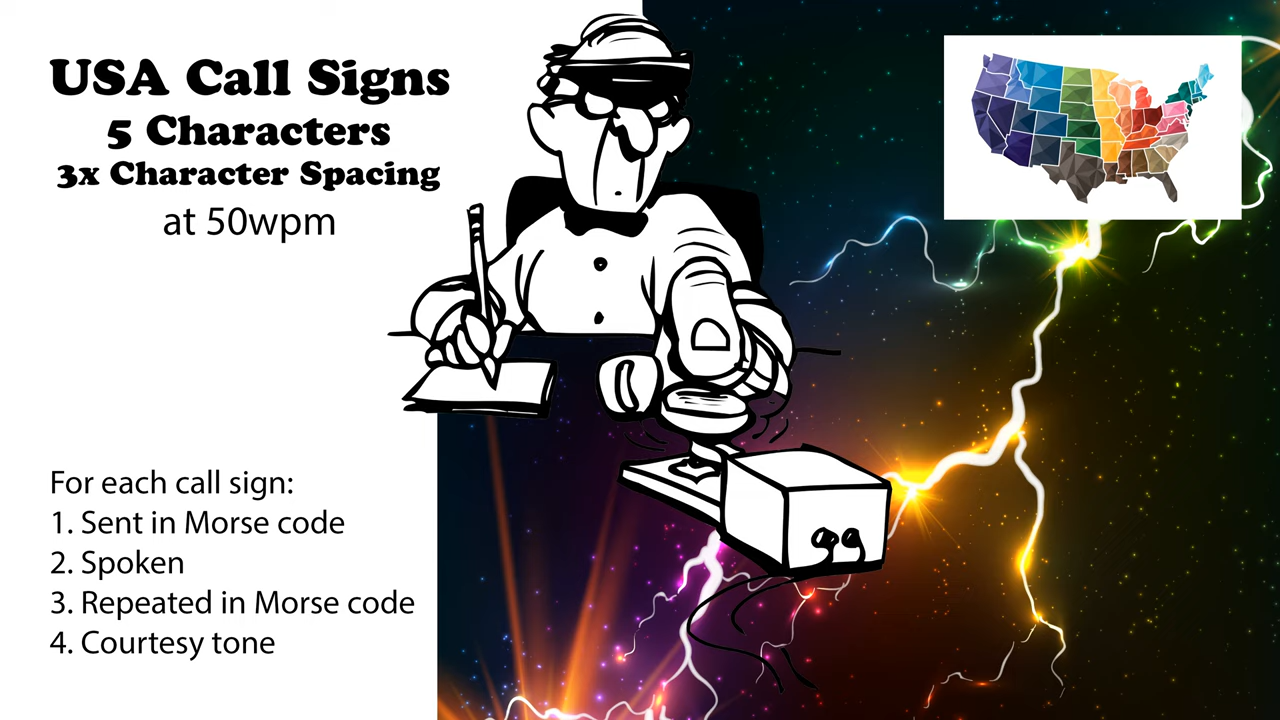 USA Call Signs
5 Characters
3x Character Spacing
at 50wpm
For each call sign:
1. Sent in Morse code
2. Spoken
3. Repeated in Morse code
4. Courtesy tone